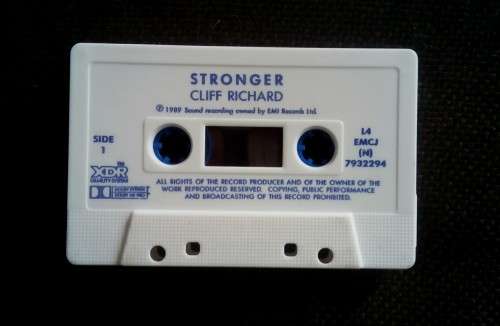 STRONGER
CLIFF RICHARD
℗ 1989 Sound recording owned by EMI Records Ltd.
SIDE
1
L4
EMCJ
(N)
7932294
XDR™
ALL RIGHTS OF THE RECORD PRODUCER AND OF THE OWNER OF THE
WORK REPRODUCED RESERVED. COPYING, PUBLIC PERFORMANCE
AND BROADCASTING OF THIS RECORD PROHIBITED.